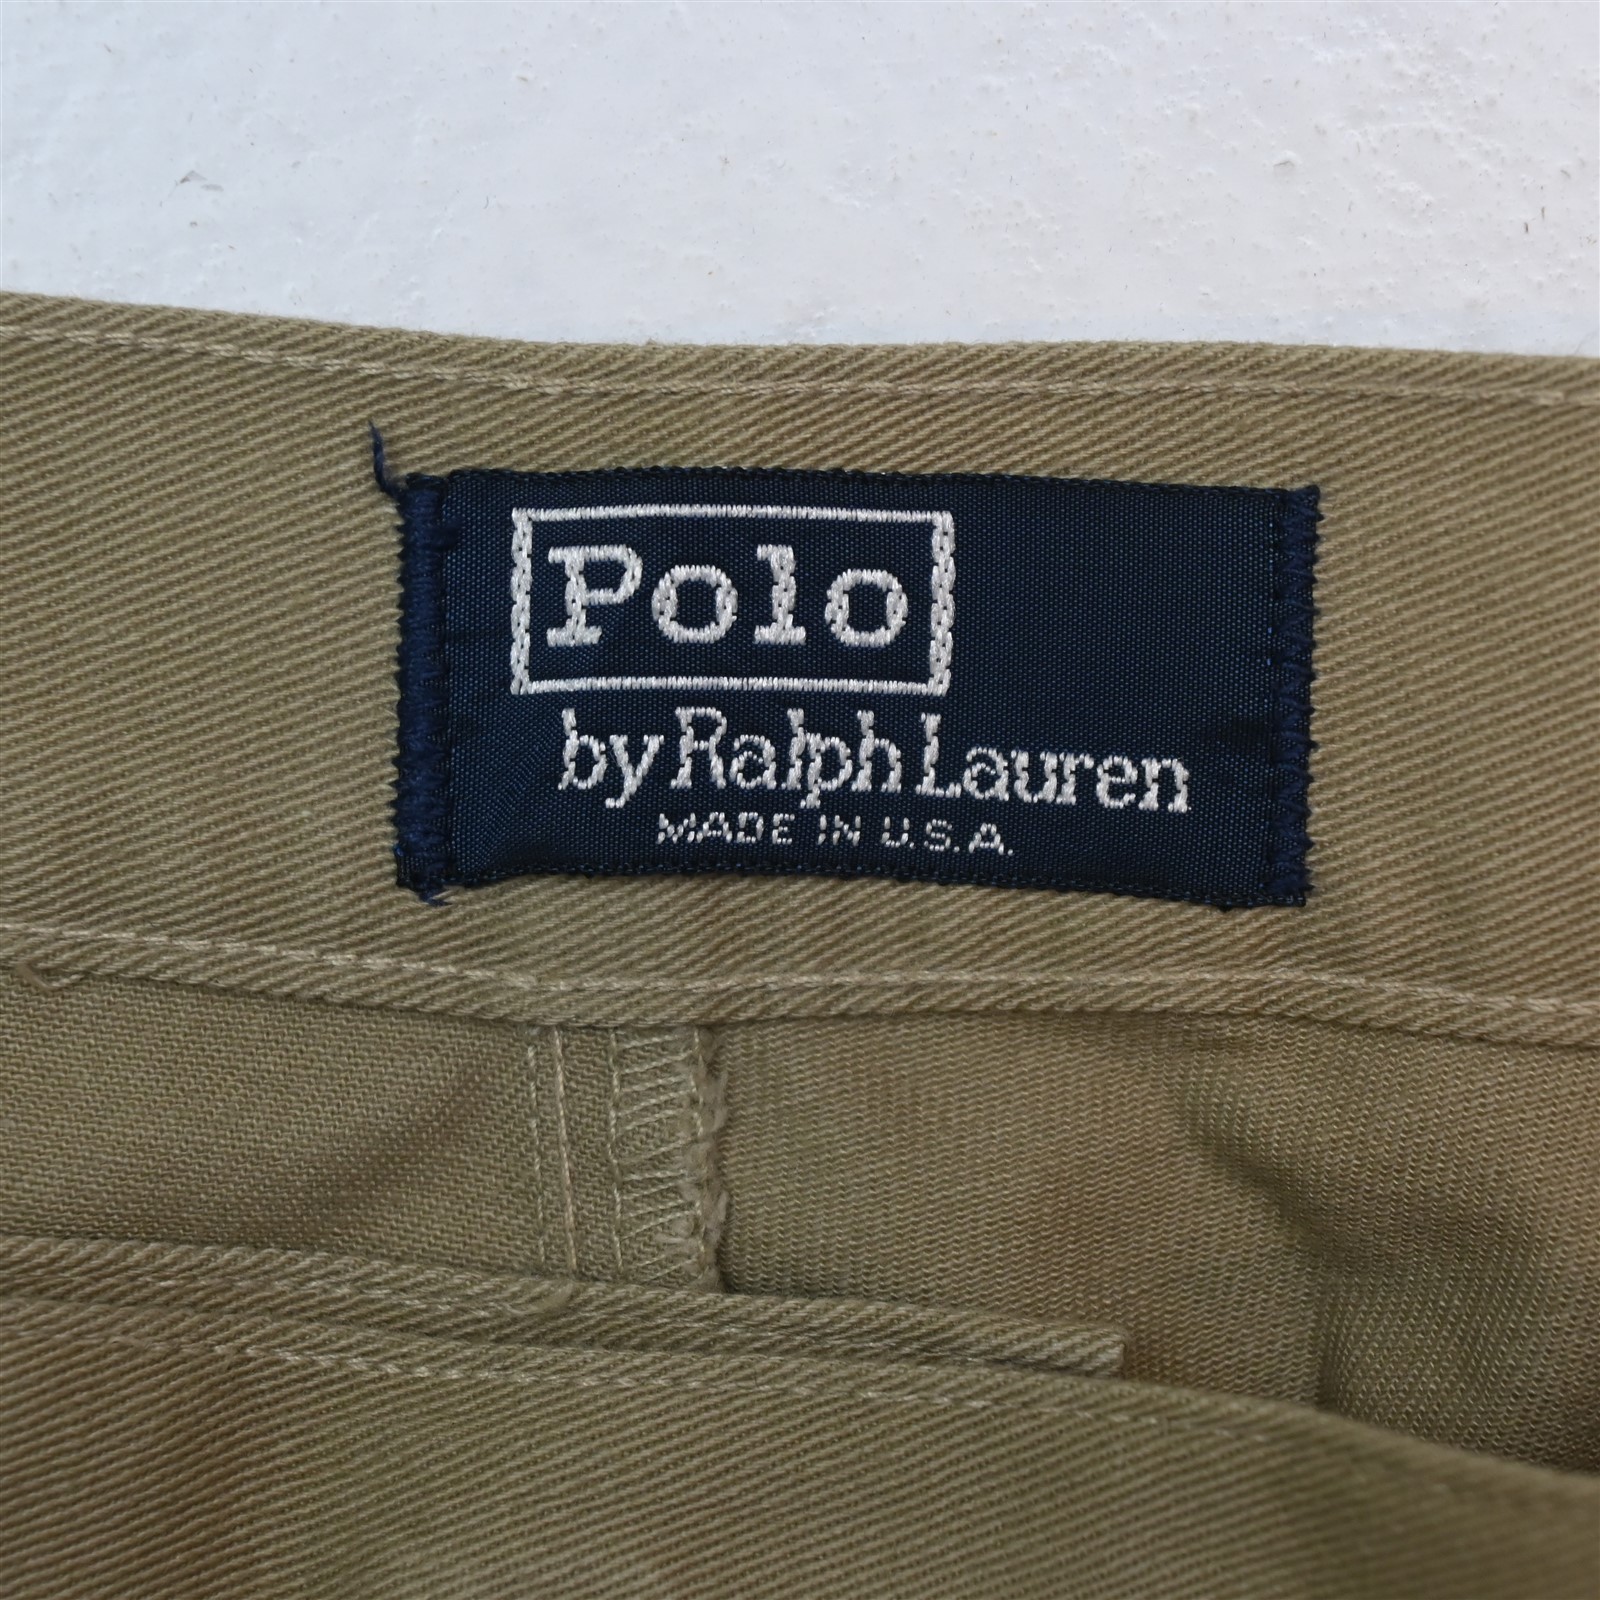 Polo
by Ralph Lauren
MADE IN U.S.A.